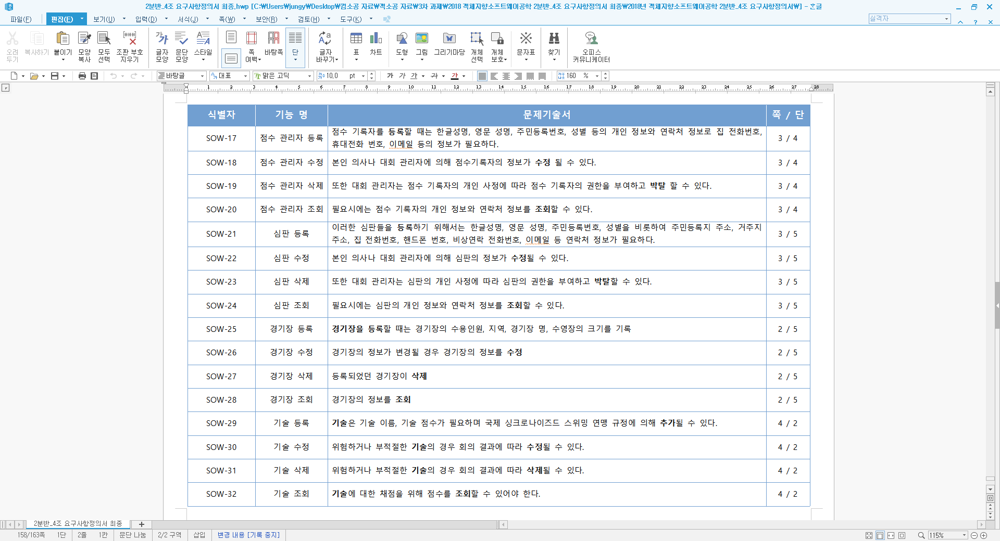 2분반_4조 요구사항정의서 최종.hwp [C:₩Users₩jungy₩Desktop₩컴소공 자료₩객소공 자료₩3차 과제₩2018 객체지향소프트웨어공학 2분반_4조 요구사항정의서 최종₩2018년 객체지향소프트웨어공학 2분반_4조 요구사항정의서₩] - 한글
파일(F) 편집(E) 보기(U) 입력(D) 서식(J) 쪽(W) 보안(R) 검토(H) 도구(K) 실격자
오려 두기 복사하기 붙이기 모양 복사 모두 선택 조판 부호 지우기 글자 모양 문단 모양 스타일 쪽 여백 바탕쪽 단 글자 바꾸기 표 차트 도형 그림 그리기마당 개체 선택 개체 보호 문자표 찾기 오피스 커뮤니케이터
바탕글 대표 맑은 고딕 10,0 pt 가 가 가 가 가 160 %
1 2 3 4 5 6 7 8 9 10 11 12 13 14 15 16 17 18 19 20 21 22 23 24 25 26 27 28
식별자 기능 명 문제기술서 쪽 / 단
SOW-17 점수 관리자 등록 점수 기록자를 등록할 때는 한글성명, 영문 성명, 주민등록번호, 성별 등의 개인 정보와 연락처 정보로 집 전화번호,
휴대전화 번호, 이메일 등의 정보가 필요하다. 3 / 4
SOW-18 점수 관리자 수정 본인 의사나 대회 관리자에 의해 점수기록자의 정보가 수정 될 수 있다. 3 / 4
SOW-19 점수 관리자 삭제 또한 대회 관리자는 점수 기록자의 개인 사정에 따라 점수 기록자의 권한을 부여하고 박탈 할 수 있다. 3 / 4
SOW-20 점수 관리자 조회 필요시에는 점수 기록자의 개인 정보와 연락처 정보를 조회할 수 있다. 3 / 4
SOW-21 심판 등록 이러한 심판들을 등록하기 위해서는 한글성명, 영문 성명, 주민등록번호, 성별을 비롯하여 주민등록지 주소, 거주지
주소, 집 전화번호, 핸드폰 번호, 비상연락 전화번호, 이메일 등 연락처 정보가 필요하다. 3 / 5
SOW-22 심판 수정 본인 의사나 대회 관리자에 의해 심판의 정보가 수정될 수 있다. 3 / 5
SOW-23 심판 삭제 또한 대회 관리자는 심판의 개인 사정에 따라 심판의 권한을 부여하고 박탈할 수 있다. 3 / 5
SOW-24 심판 조회 필요시에는 심판의 개인 정보와 연락처 정보를 조회할 수 있다. 3 / 5
SOW-25 경기장 등록 경기장을 등록할 때는 경기장의 수용인원, 지역, 경기장 명, 수영장의 크기를 기록 2 / 5
SOW-26 경기장 수정 경기장의 정보가 변경될 경우 경기장의 정보를 수정 2 / 5
SOW-27 경기장 삭제 등록되었던 경기장이 삭제 2 / 5
SOW-28 경기장 조회 경기장의 정보를 조회 2 / 5
SOW-29 기술 등록 기술은 기술 이름, 기술 점수가 필요하며 국제 싱크로나이즈드 스위밍 연맹 규정에 의해 추가될 수 있다. 4 / 2
SOW-30 기술 수정 위험하거나 부적절한 기술의 경우 회의 결과에 따라 수정될 수 있다. 4 / 2
SOW-31 기술 삭제 위험하거나 부적절한 기술의 경우 회의 결과에 따라 삭제될 수 있다. 4 / 2
SOW-32 기술 조회 기술에 대한 채점을 위해 점수를 조회할 수 있어야 한다. 4 / 2
2분반_4조 요구사항정의서 최종
158/163쪽 1단 2줄 1칸 문단 나눔 2/2 구역 삽입 변경 내용 [기록 중지] 115%